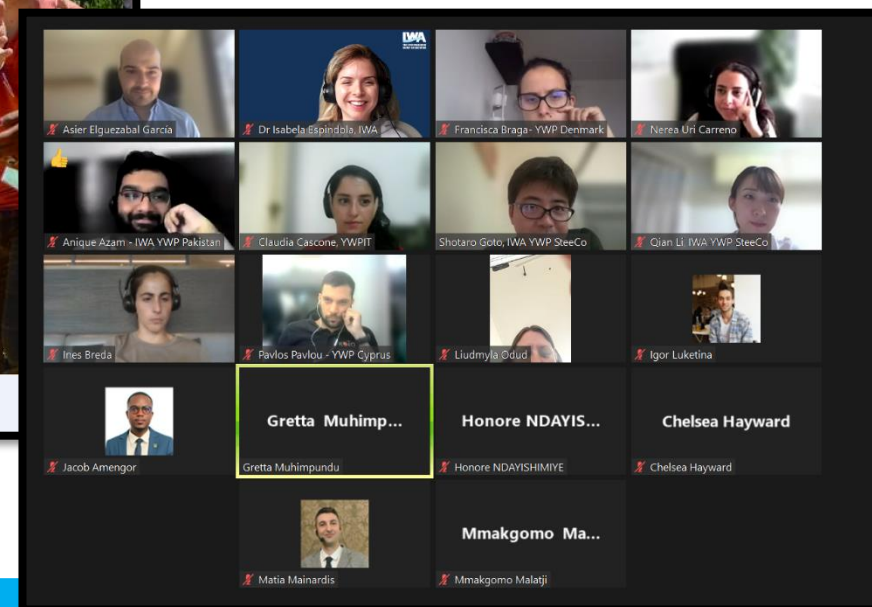 IWA
Asier Elguezabal García
Dr Isabela Espindola, IWA
Francisca Braga- YWP Denmark
Nerea Uri Carreno
Anique Azam - IWA YWP Pakistan
Claudia Cascone, YWPIT
Shotaro Goto, IWA YWP SteeCo
Qian Li, IWA YWP SteeCo
Ines Breda
Pavlos Pavlou - YWP Cyprus
Liudmyla Odud
Igor Luketina
Jacob Amengor
Gretta Muhimp...
Gretta Muhimpundu
Honore NDAYIS...
Honore NDAYISHIMIYE
Chelsea Hayward
Chelsea Hayward
Matia Mainardis
Mmakgomo Ma...
Mmakgomo Malatji